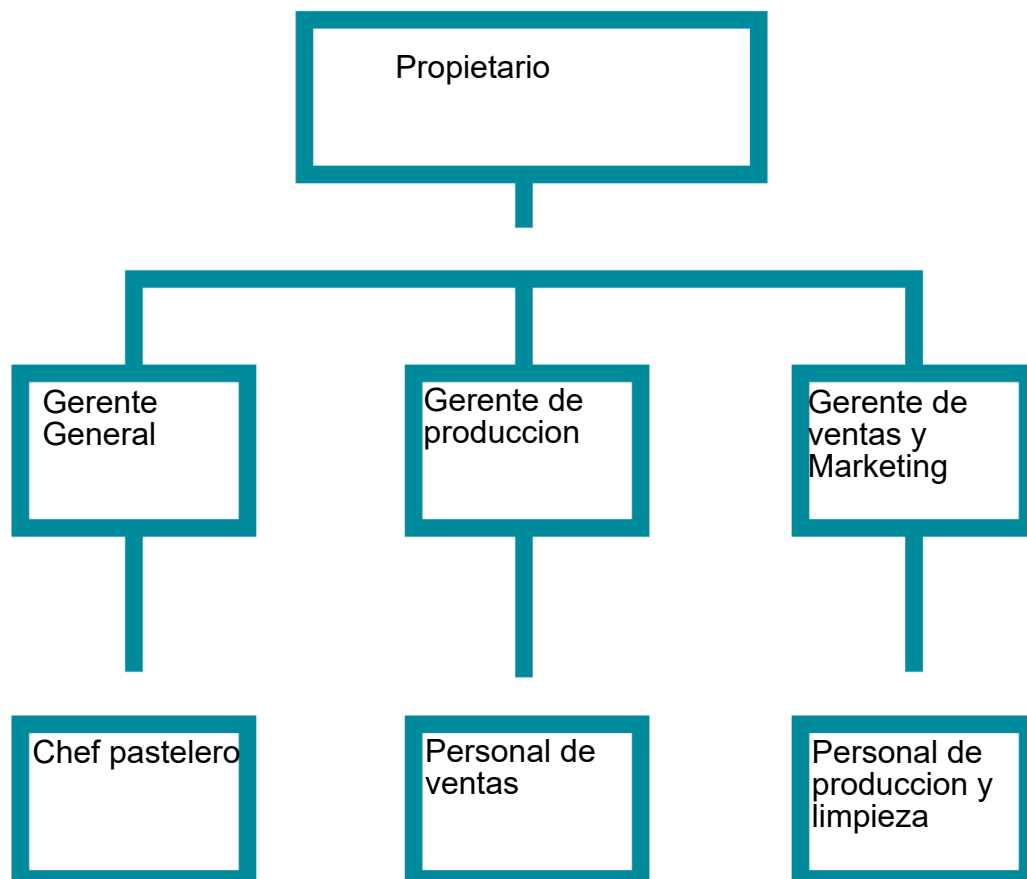 Propietario
Gerente
General
Gerente de
produccion
Gerente de
ventas y
Marketing
Chef pastelero
Personal de
ventas
Personal de
produccion y
limpieza